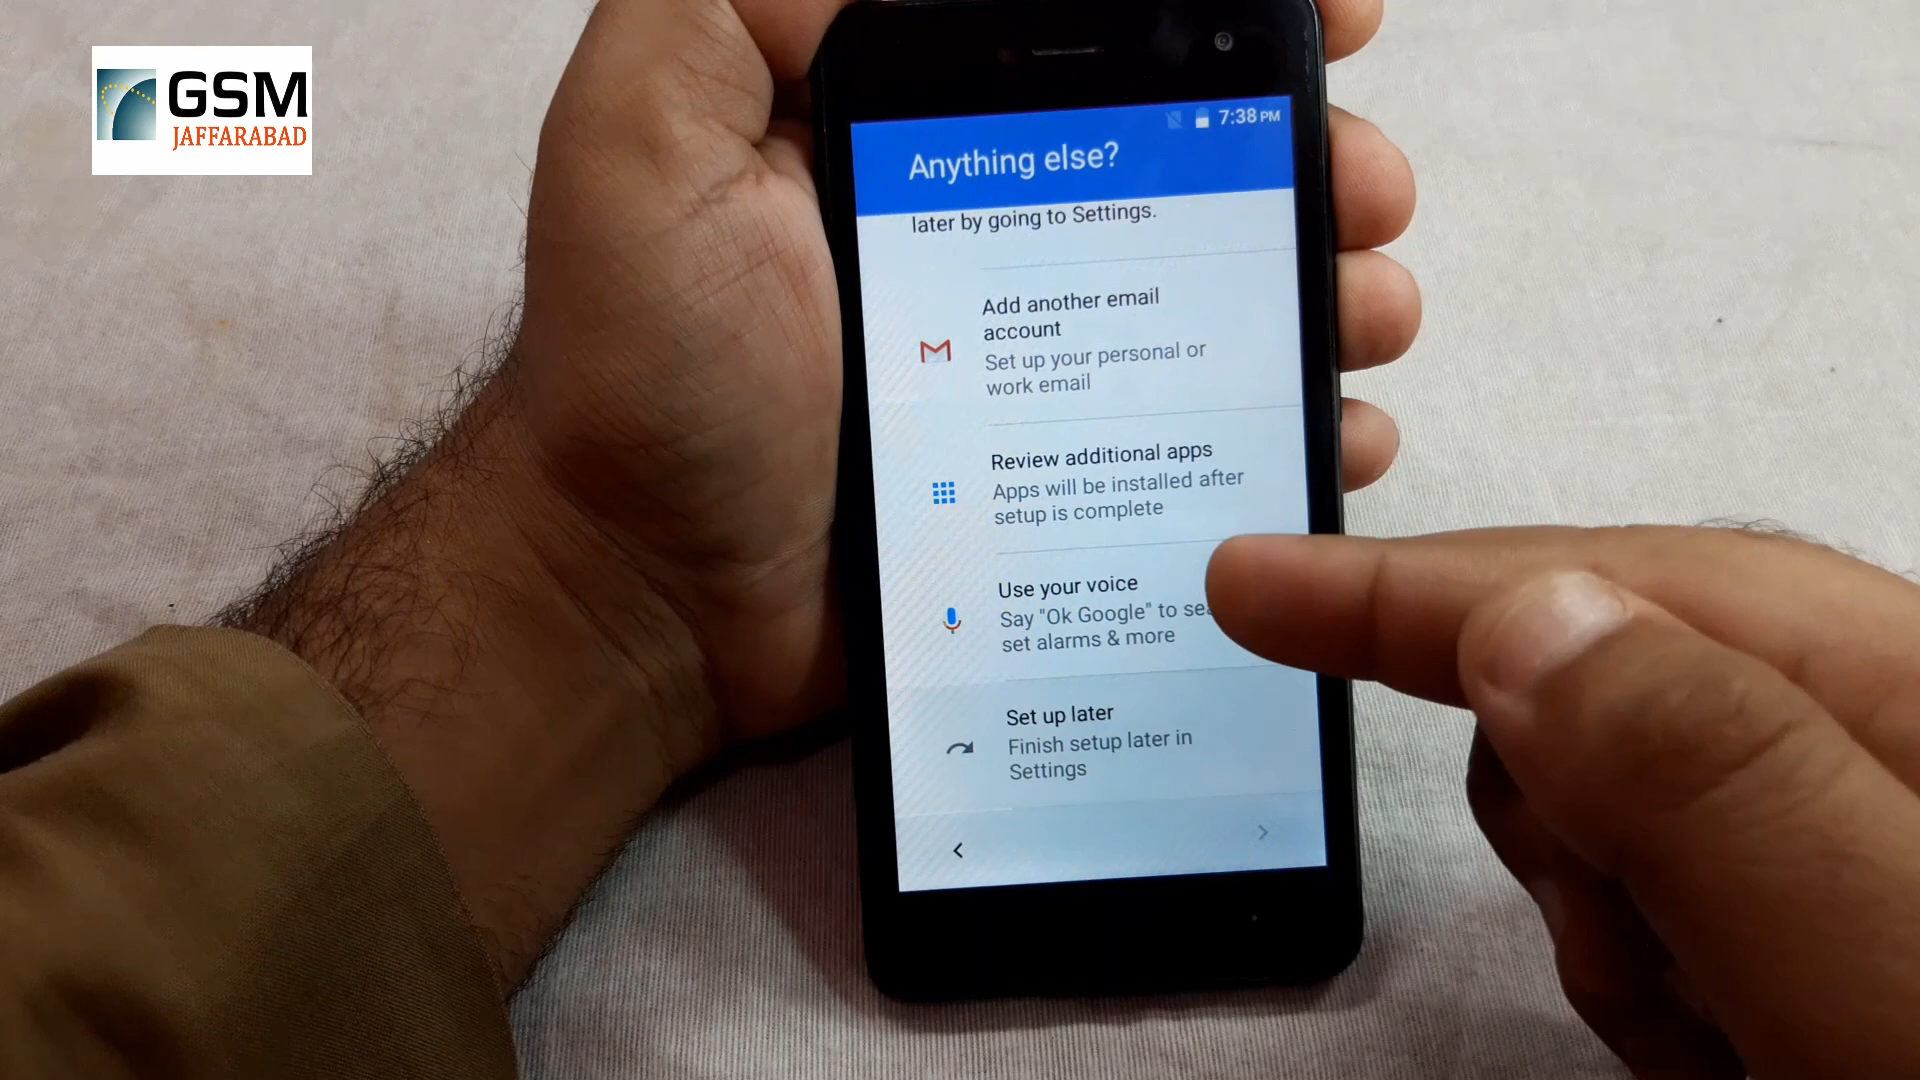 GSM
JAFFARABAD
7:38 PM
Anything else?
later by going to Settings.
Add another email
account
Set up your personal or
work email
Review additional apps
Apps will be installed after
setup is complete
Use your voice
Say "Ok Google" to
set alarms & more
Set up later
Finish setup later in
Settings